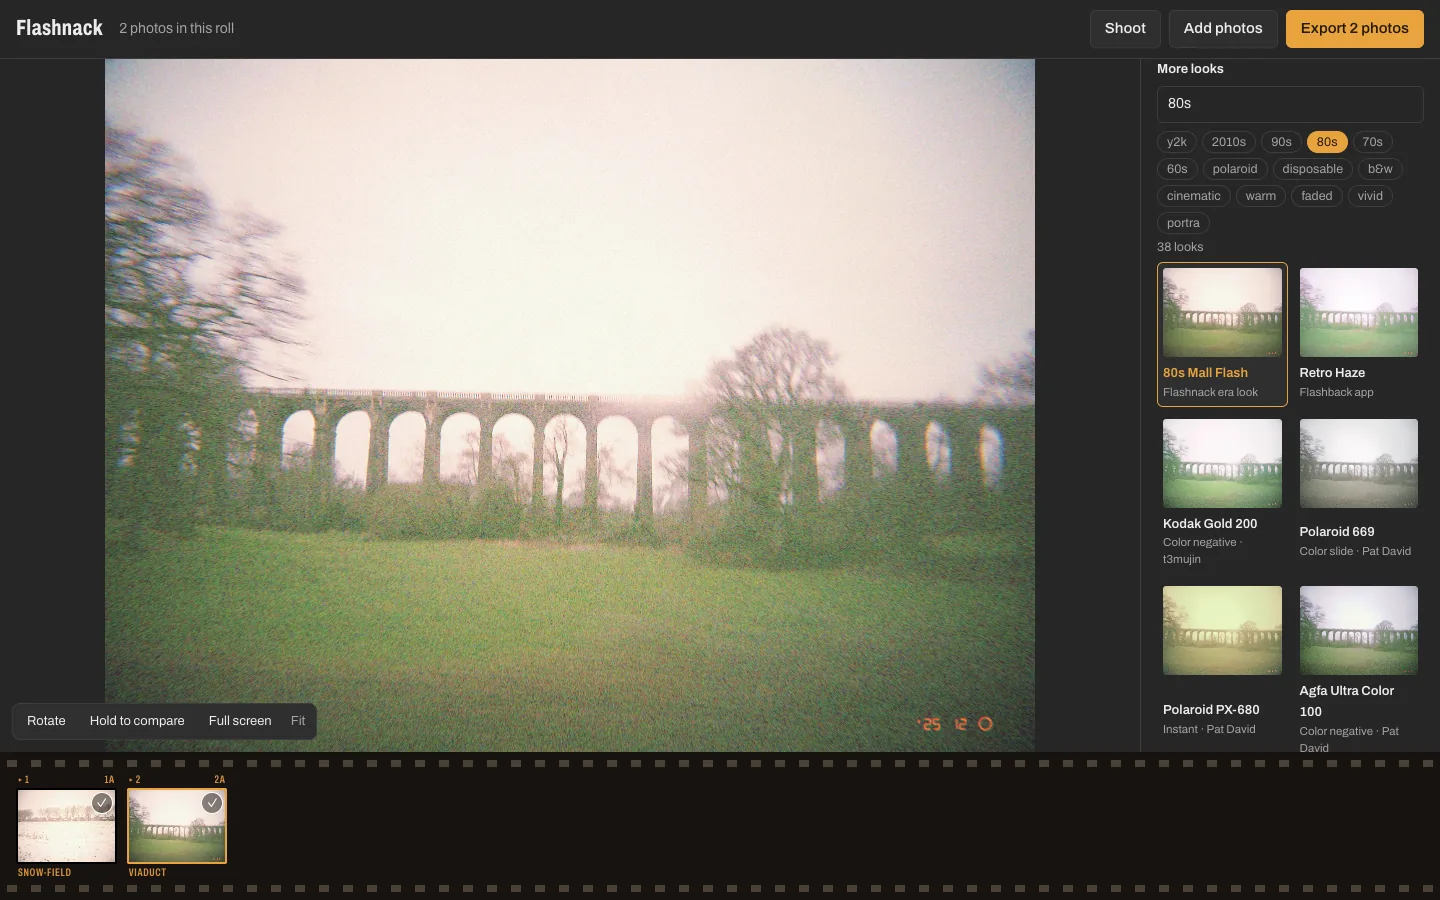 Flashnack
2 photos in this roll
Shoot
Add photos
Export 2 photos
More looks
80s
y2k
2010s
90s
80s
70s
60s
polaroid
disposable
b&w
cinematic
warm
faded
vivid
portra
38 looks
80s Mall Flash
Flashnack era look
Retro Haze
Flashback app
Kodak Gold 200
Color negative ·
t3mujin
Polaroid 669
Color slide · Pat David
Polaroid PX-680
Instant · Pat David
Agfa Ultra Color
100
Color negative · Pat
David
Rotate
Hold to compare
Full screen
Fit
'25 12 0
1
1A
2
2A
SNOW-FIELD
VIADUCT